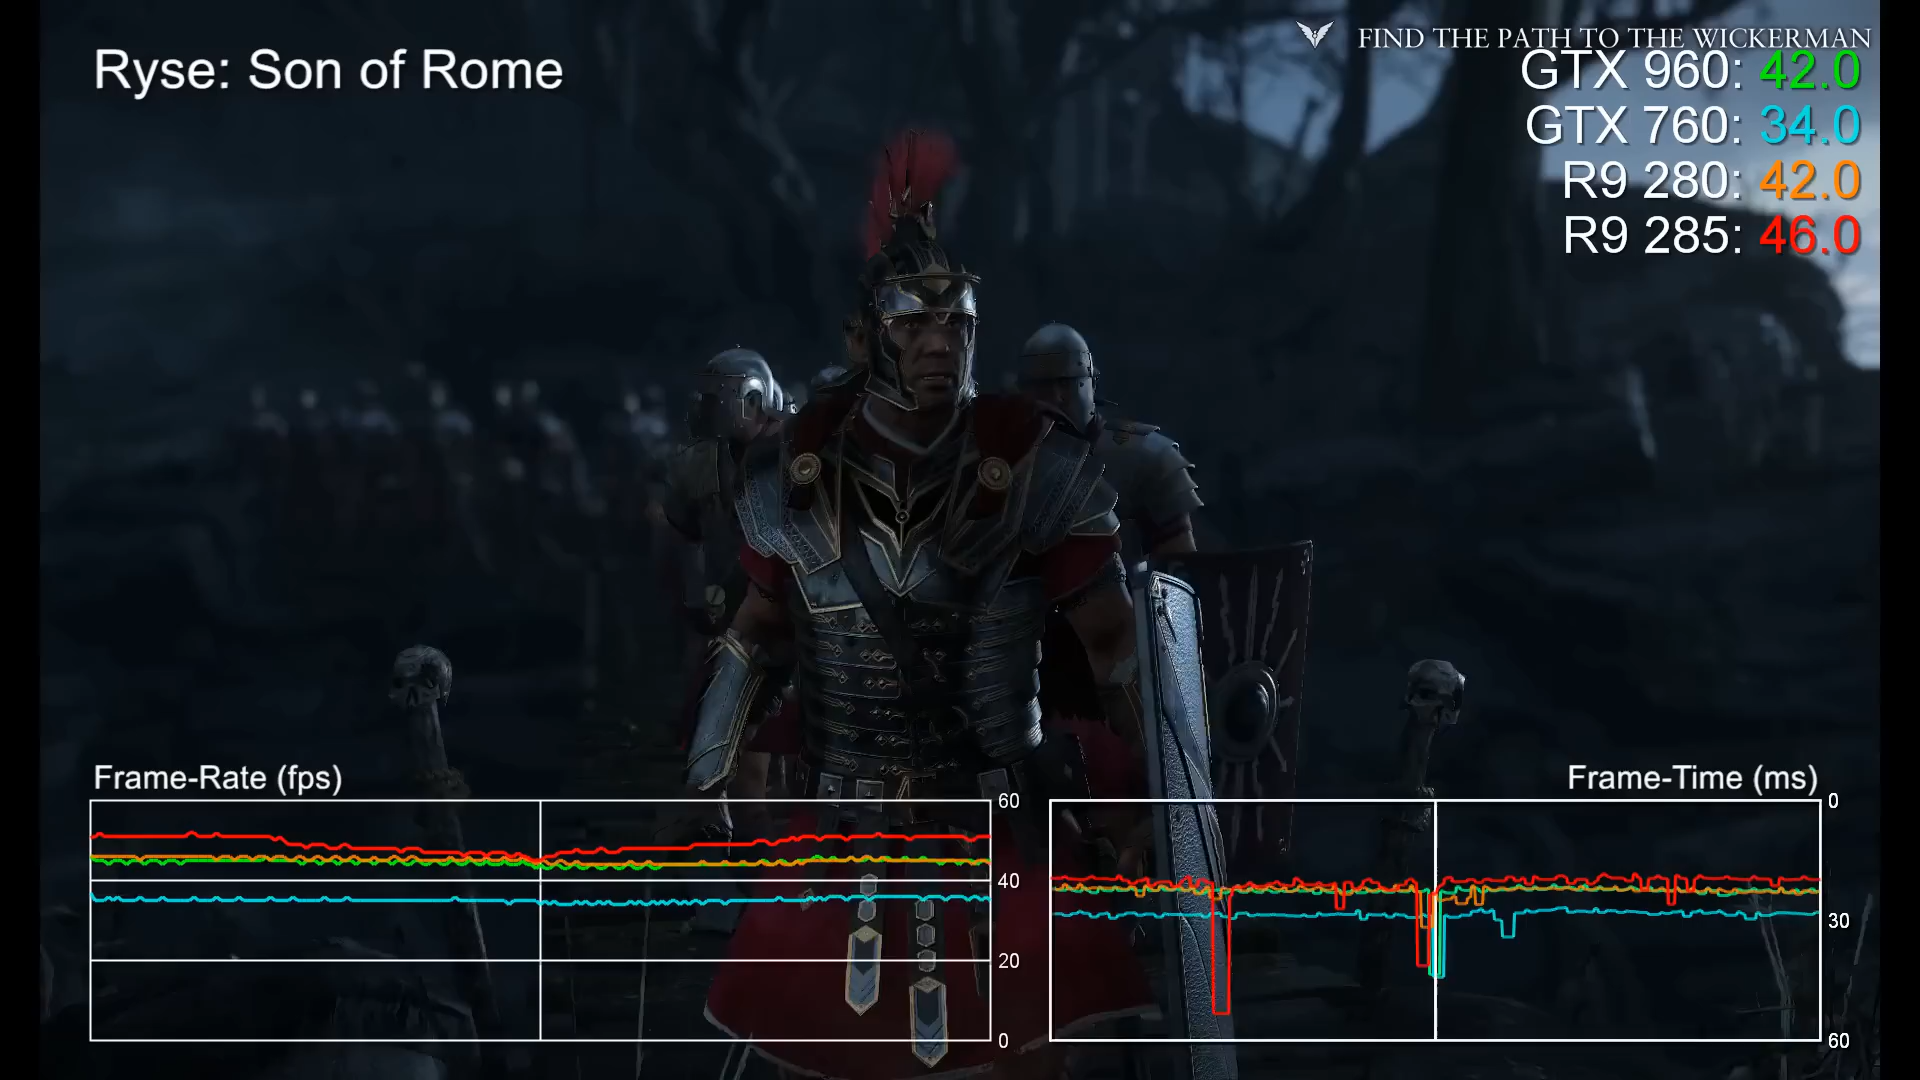 Ryse: Son of Rome
FIND THE PATH TO THE WICKERMAN
GTX 960: 42.0
GTX 760: 34.0
R9 280: 42.0
R9 285: 46.0
Frame-Rate (fps)
60
40
20
0
Frame-Time (ms)
0
30
60